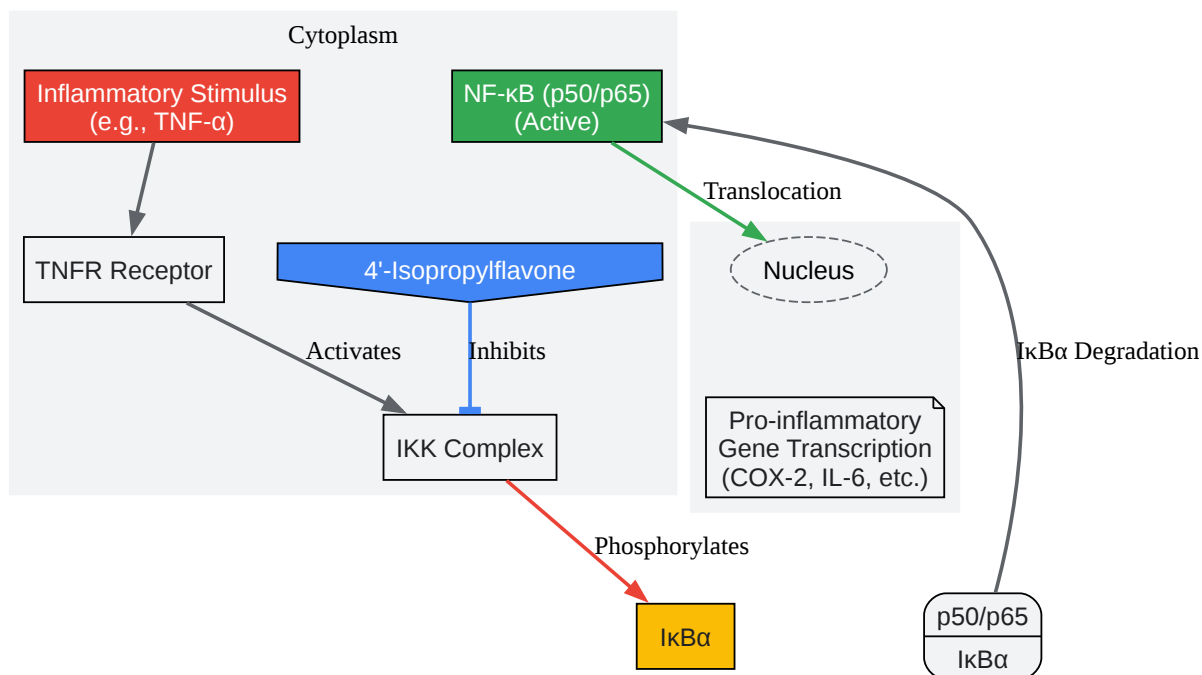 Cytoplasm
Inflammatory Stimulus
(e.g., TNF-α)
NF-κB (p50/p65)
(Active)
Translocation
TNFR Receptor
4'-Isopropylflavone
Nucleus
Activates
Inhibits
IκBα Degradation
IKK Complex
Pro-inflammatory
Gene Transcription
(COX-2, IL-6, etc.)
Phosphorylates
IκBα
p50/p65
IκBα